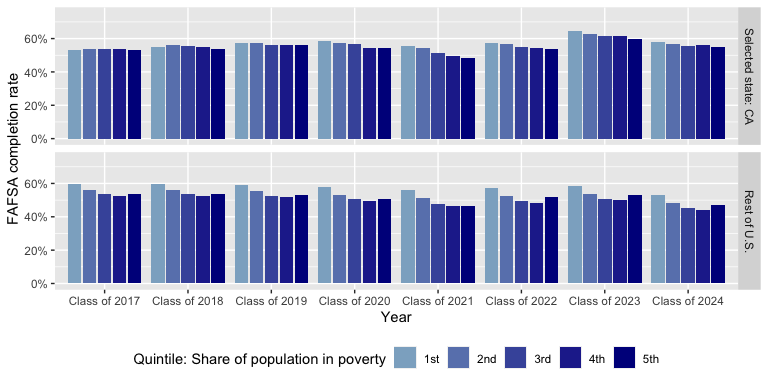 FAFSA completion rate
60%
40%
20%
0%
Selected state: CA
60%
40%
20%
0%
Rest of U.S.
Class of 2017 Class of 2018 Class of 2019 Class of 2020 Class of 2021 Class of 2022 Class of 2023 Class of 2024
Year
Quintile: Share of population in poverty 1st 2nd 3rd 4th 5th